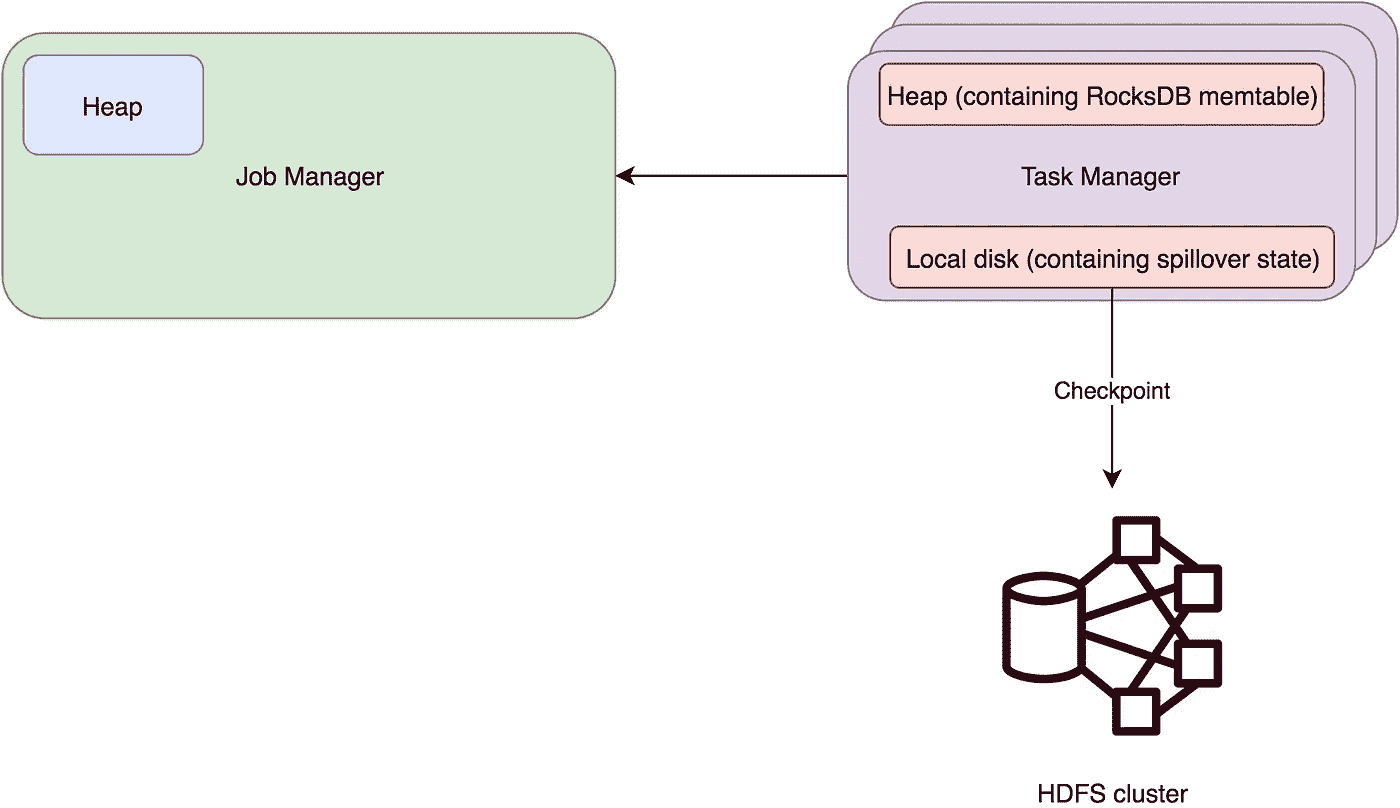 Heap
Job Manager
Heap (containing RocksDB memtable)
Task Manager
Local disk (containing spillover state)
Checkpoint
HDFS cluster